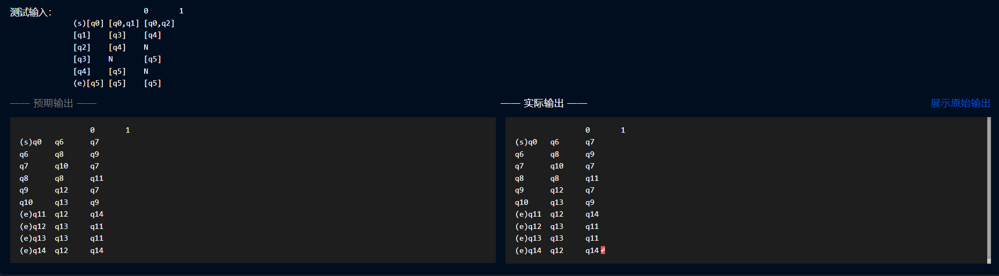 测试输入：
0 1
(s)[q0] [q0,q1] [q0,q2]
[q1] [q3] [q4]
[q2] [q4] N
[q3] N [q5]
[q4] [q5] N
(e)[q5] [q5] [q5]
—— 预期输出 ——
0 1
(s)q0 q6 q7
q6 q8 q9
q7 q10 q7
q8 q8 q11
q9 q12 q7
q10 q13 q9
(e)q11 q12 q14
(e)q12 q13 q11
(e)q13 q13 q11
(e)q14 q12 q14
—— 实际输出 ——
展示原始输出
0 1
(s)q0 q6 q7
q6 q8 q9
q7 q10 q7
q8 q8 q11
q9 q12 q7
q10 q13 q9
(e)q11 q12 q14
(e)q12 q13 q11
(e)q13 q13 q11
(e)q14 q12 q14↵